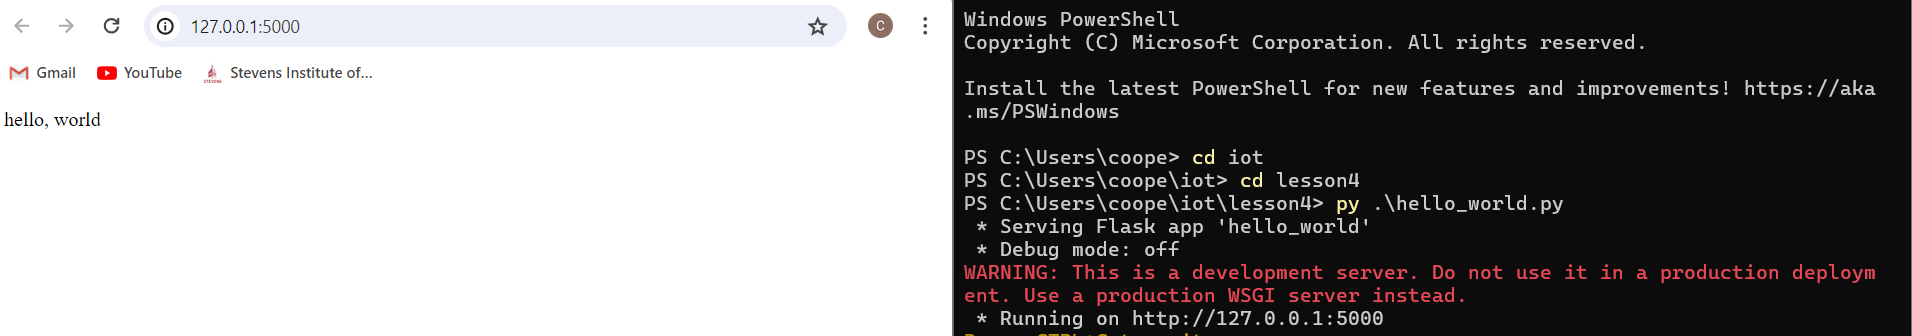 127.0.0.1:5000
C
Gmail YouTube Stevens Institute of...
hello, world
Windows PowerShell
Copyright (C) Microsoft Corporation. All rights reserved.
Install the latest PowerShell for new features and improvements! https://aka
.ms/PSWindows
PS C:\Users\coope> cd iot
PS C:\Users\coope\iot> cd lesson4
PS C:\Users\coope\iot\lesson4> py .\hello_world.py
* Serving Flask app 'hello_world'
* Debug mode: off
WARNING: This is a development server. Do not use it in a production deploym
ent. Use a production WSGI server instead.
* Running on http://127.0.0.1:5000